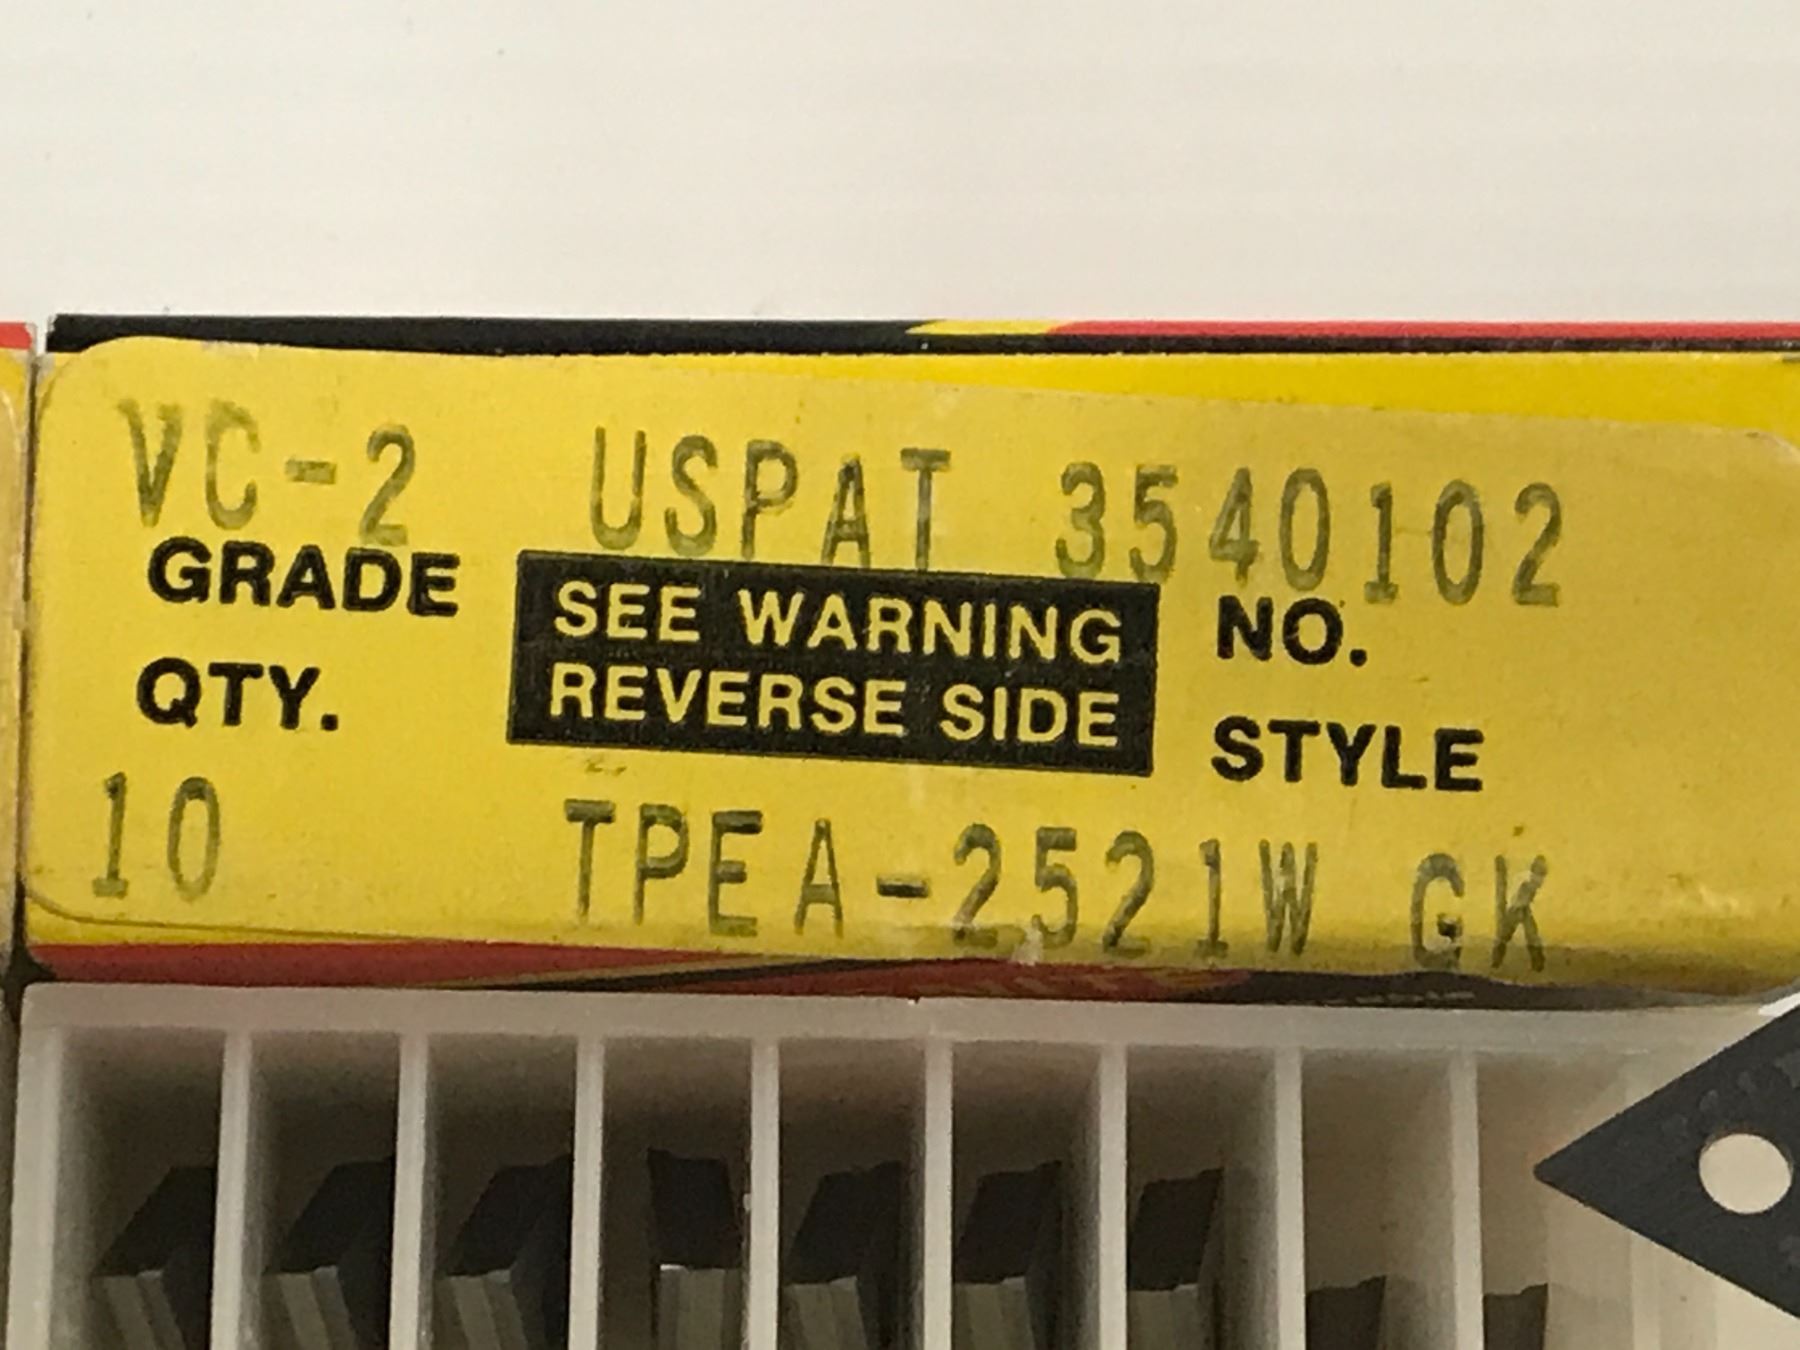 VC-2 USPAT 3540102
GRADE SEE WARNING NO.
QTY. REVERSE SIDE STYLE
10 TPEA-2521W GK